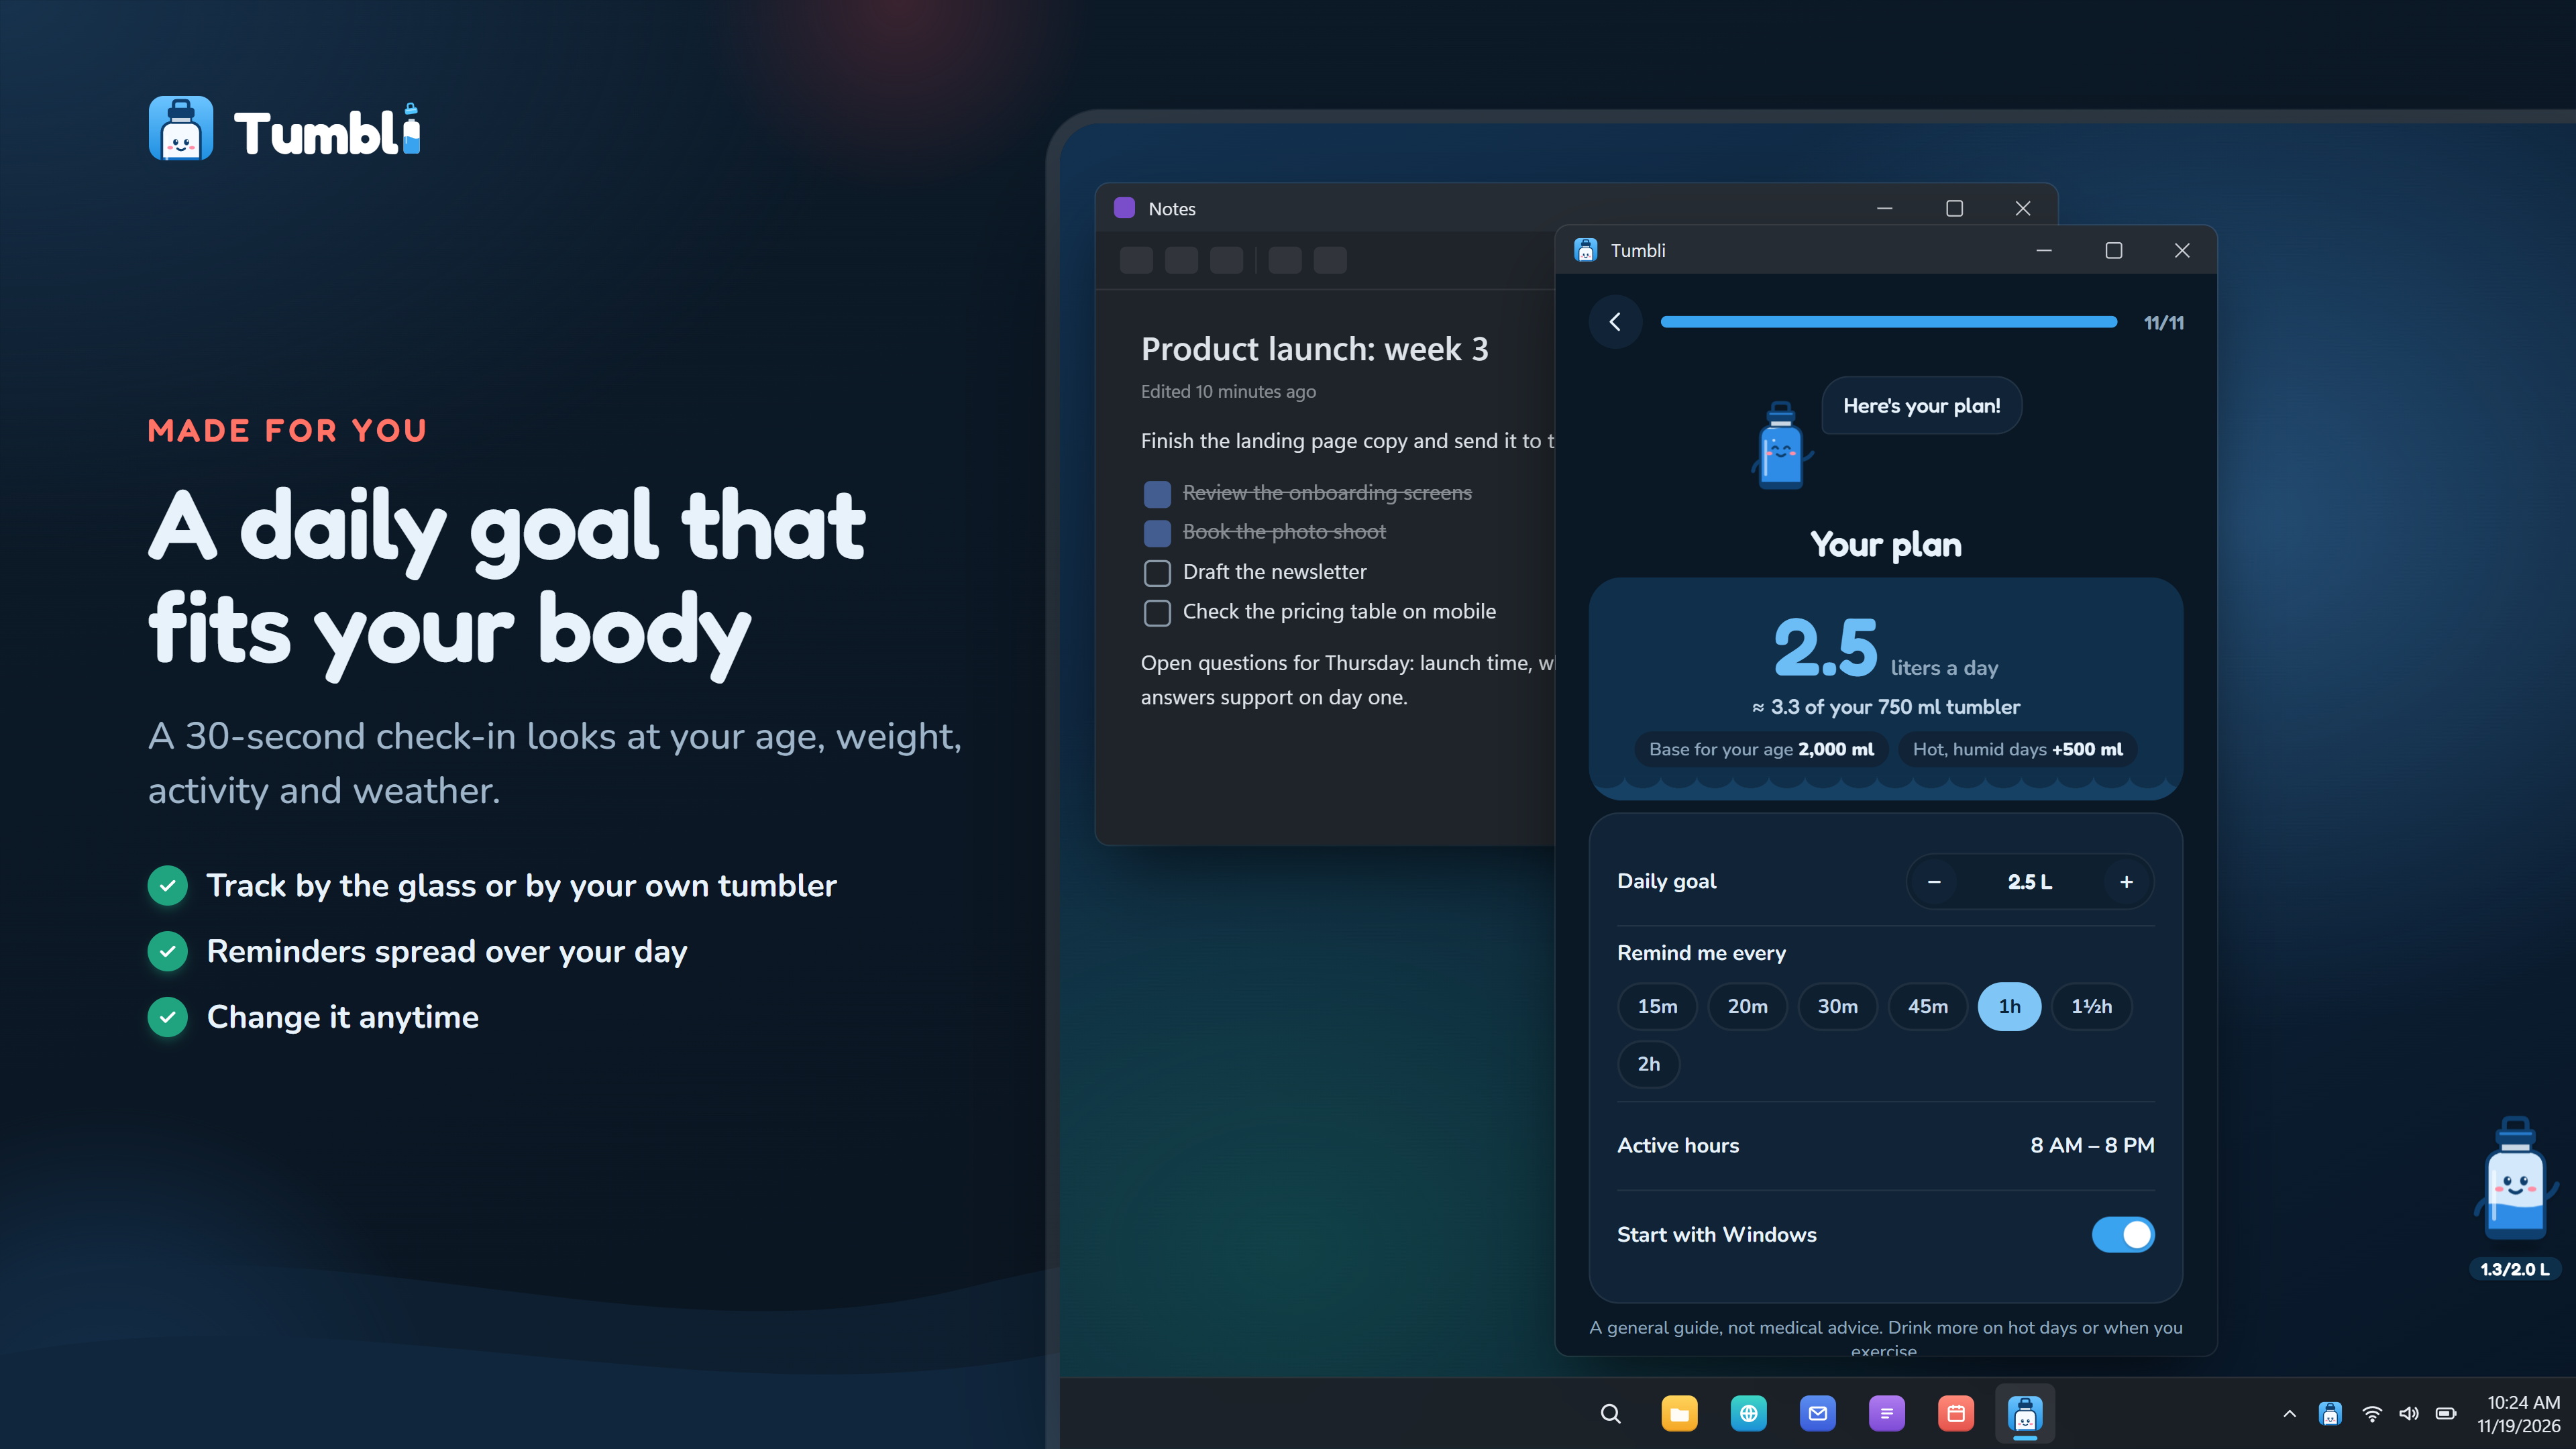 Tumbli
MADE FOR YOU
A daily goal that
fits your body
A 30-second check-in looks at your age, weight,
activity and weather.
Track by the glass or by your own tumbler
Reminders spread over your day
Change it anytime
Notes
Product launch: week 3
Edited 10 minutes ago
Finish the landing page copy and send it to t
Review the onboarding screens
Book the photo shoot
Draft the newsletter
Check the pricing table on mobile
Open questions for Thursday: launch time, w
answers support on day one.
Tumbli
11/11
Here's your plan!
Your plan
2.5 liters a day
≈ 3.3 of your 750 ml tumbler
Base for your age 2,000 ml
Hot, humid days +500 ml
Daily goal
− 2.5 L +
Remind me every
15m 20m 30m 45m 1h 1½h
2h
Active hours
8 AM – 8 PM
Start with Windows
A general guide, not medical advice. Drink more on hot days or when you
exercise
1.3/2.0 L
10:24 AM
11/19/2026